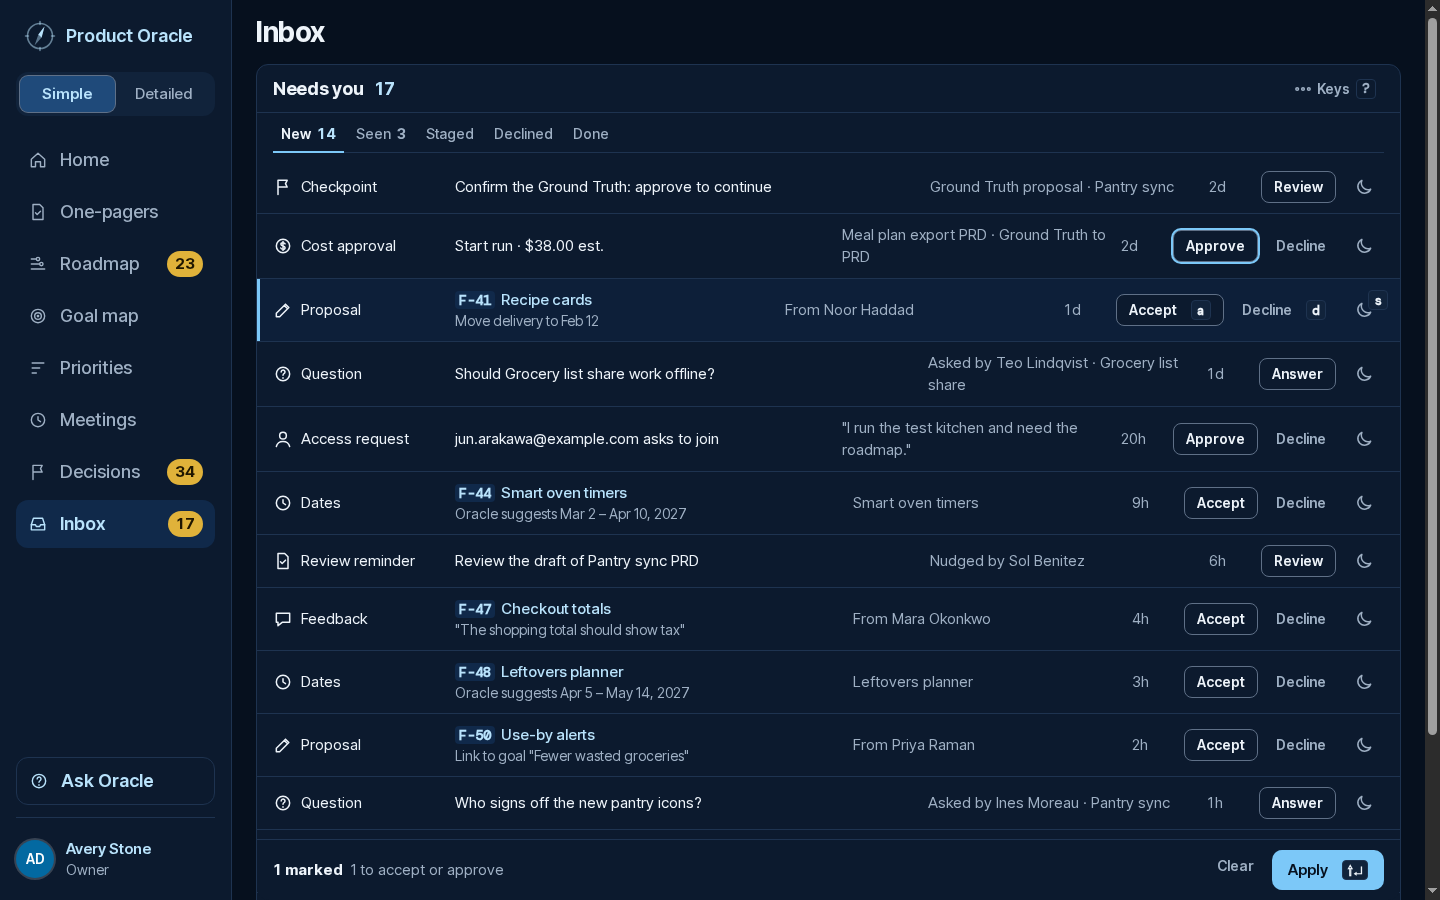 Product Oracle
Simple
Detailed
Home
One-pagers
Roadmap 23
Goal map
Priorities
Meetings
Decisions 34
Inbox 17
Ask Oracle
AD
Avery Stone
Owner
Inbox
Needs you 17
Keys ?
New 14
Seen 3
Staged
Declined
Done
Checkpoint
Confirm the Ground Truth: approve to continue
Ground Truth proposal · Pantry sync
2d
Review
Cost approval
Start run · $38.00 est.
Meal plan export PRD · Ground Truth to
PRD
2d
Approve
Decline
Proposal
F-41 Recipe cards
Move delivery to Feb 12
From Noor Haddad
1d
Accept a
Decline d
s
Question
Should Grocery list share work offline?
Asked by Teo Lindqvist · Grocery list
share
1d
Answer
Access request
jun.arakawa@example.com asks to join
"I run the test kitchen and need the
roadmap."
20h
Approve
Decline
Dates
F-44 Smart oven timers
Oracle suggests Mar 2 – Apr 10, 2027
Smart oven timers
9h
Accept
Decline
Review reminder
Review the draft of Pantry sync PRD
Nudged by Sol Benitez
6h
Review
Feedback
F-47 Checkout totals
"The shopping total should show tax"
From Mara Okonkwo
4h
Accept
Decline
Dates
F-48 Leftovers planner
Oracle suggests Apr 5 – May 14, 2027
Leftovers planner
3h
Accept
Decline
Proposal
F-50 Use-by alerts
Link to goal "Fewer wasted groceries"
From Priya Raman
2h
Accept
Decline
Question
Who signs off the new pantry icons?
Asked by Ines Moreau · Pantry sync
1h
Answer
1 marked 1 to accept or approve
Clear
Apply